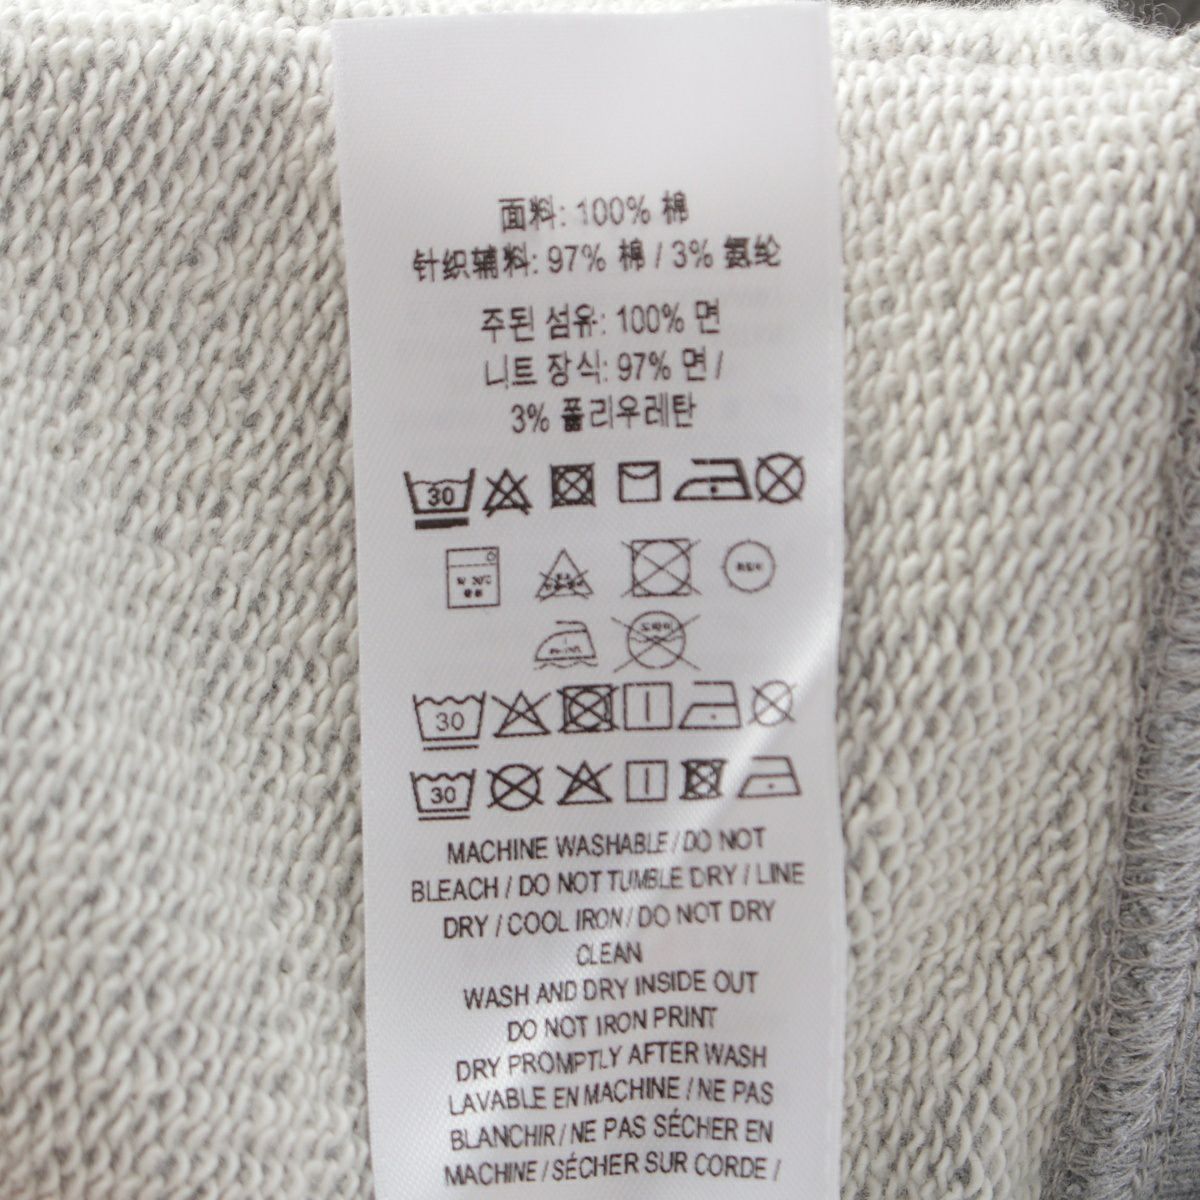 面料: 100% 棉
针织辅料: 97% 棉 / 3% 氨纶
주된 섬유: 100% 면
니트 장식: 97% 면 /
3% 폴리우레탄
30
30
30
MACHINE WASHABLE / DO NOT
BLEACH / DO NOT TUMBLE DRY / LINE
DRY / COOL IRON / DO NOT DRY
CLEAN
WASH AND DRY INSIDE OUT
DO NOT IRON PRINT
DRY PROMPTLY AFTER WASH
LAVABLE EN MACHINE / NE PAS
BLANCHIR / NE PAS SÉCHER EN
MACHINE / SÉCHER SUR CORDE /